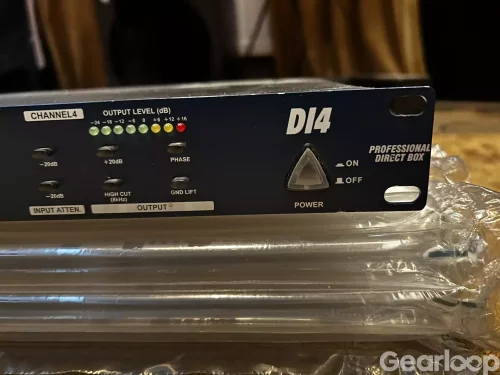 CHANNEL4
OUTPUT LEVEL (dB)
-24 -18 -12 -6 0 +6 +12 +18
DI4
PROFESSIONAL
DIRECT BOX
-20dB
+20dB
PHASE
ON
OFF
-20dB
HIGH CUT
(8kHz)
GND LIFT
POWER
INPUT ATTEN.
OUTPUT
Gearloop